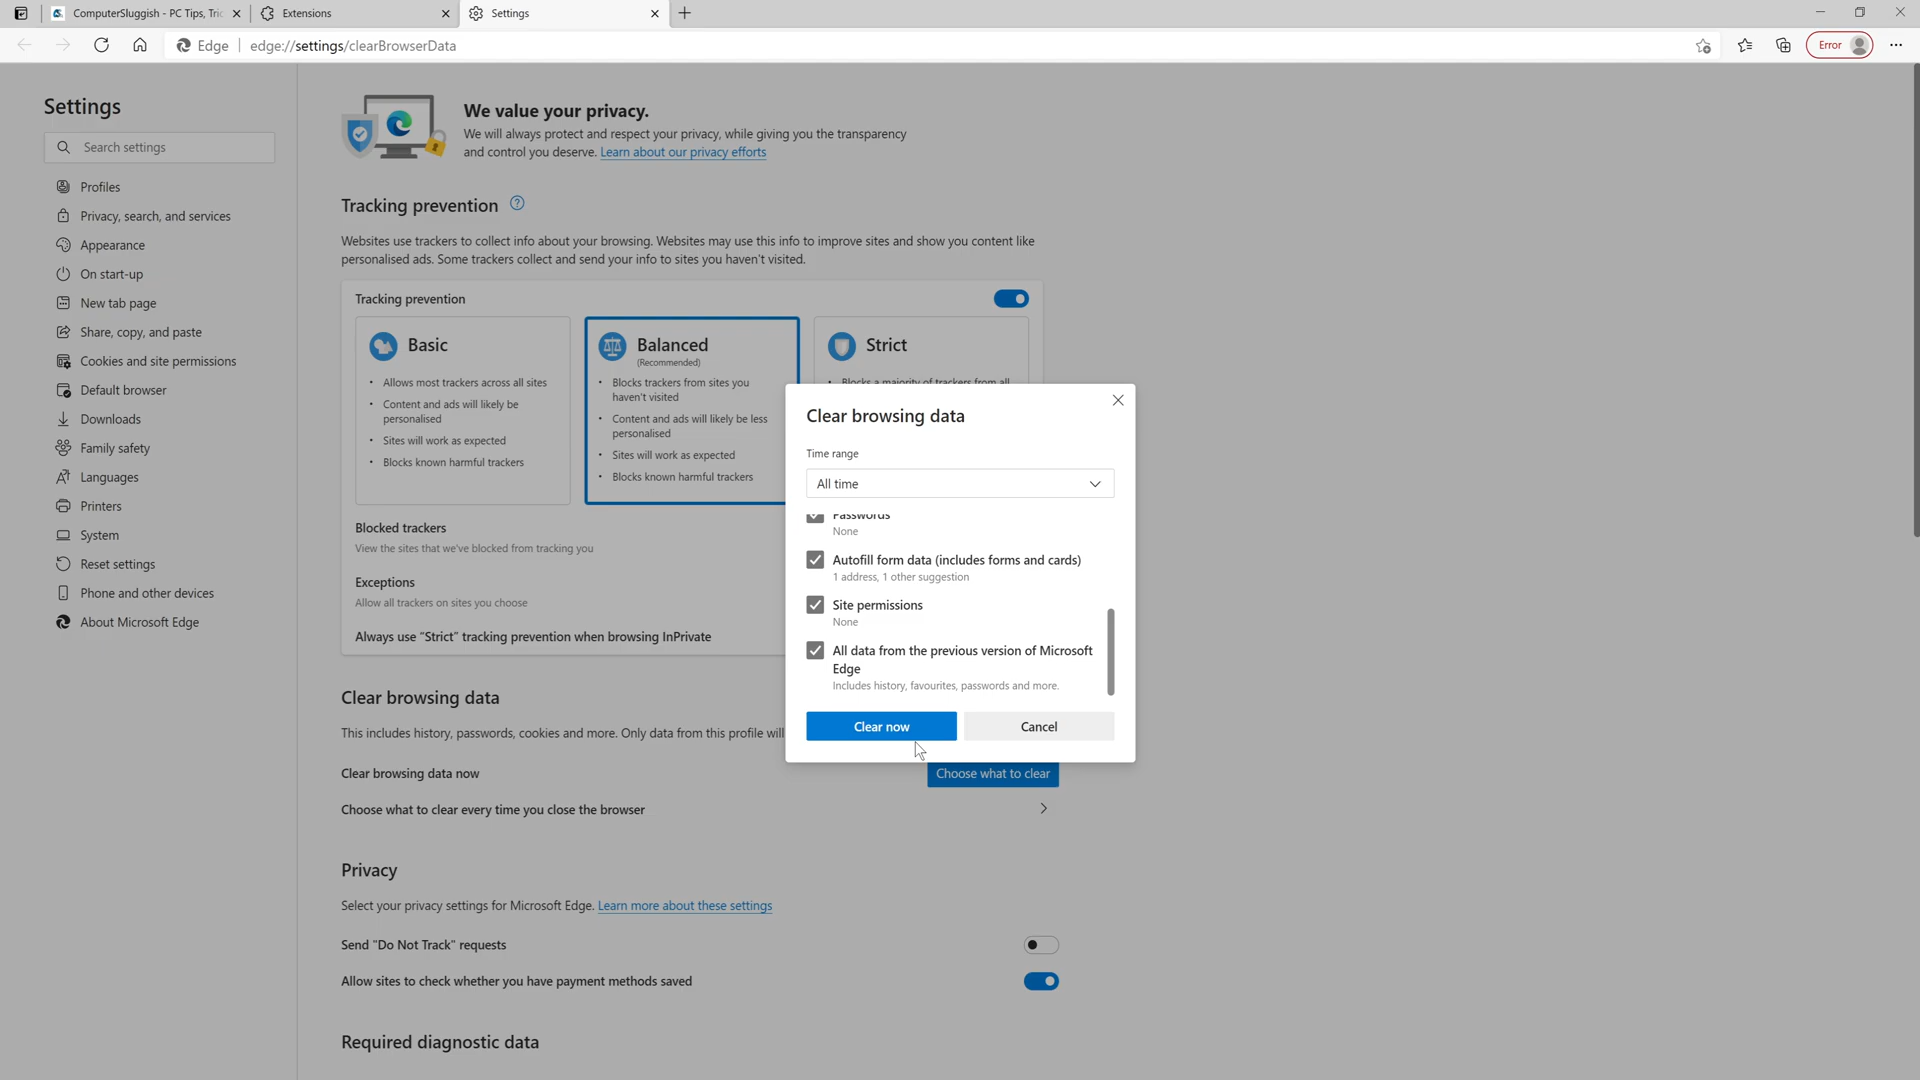 ComputerSluggish - PC Tips, Tric
Extensions
Settings
Edge
edge://settings/clearBrowserData
Error
Settings
Search settings
Profiles
Privacy, search, and services
Appearance
On start-up
New tab page
Share, copy, and paste
Cookies and site permissions
Default browser
Downloads
Family safety
Languages
Printers
System
Reset settings
Phone and other devices
About Microsoft Edge
We value your privacy.
We will always protect and respect your privacy, while giving you the transparency
and control you deserve. Learn about our privacy efforts
Tracking prevention
Websites use trackers to collect info about your browsing. Websites may use this info to improve sites and show you content like
personalised ads. Some trackers collect and send your info to sites you haven't visited.
Tracking prevention
Basic
Allows most trackers across all sites
Content and ads will likely be
personalised
Sites will work as expected
Blocks known harmful trackers
Balanced
(Recommended)
Blocks trackers from sites you
haven't visited
Content and ads will likely be less
personalised
Sites will work as expected
Blocks known harmful trackers
Strict
Blocks a majority of trackers from all
Blocked trackers
View the sites that we've blocked from tracking you
Exceptions
Allow all trackers on sites you choose
Always use "Strict" tracking prevention when browsing InPrivate
Clear browsing data
Time range
All time
Passwords
None
Autofill form data (includes forms and cards)
1 address, 1 other suggestion
Site permissions
None
All data from the previous version of Microsoft
Edge
Includes history, favourites, passwords and more.
Clear now
Cancel
Clear browsing data
This includes history, passwords, cookies and more. Only data from this profile will
Clear browsing data now
Choose what to clear
Choose what to clear every time you close the browser
Privacy
Select your privacy settings for Microsoft Edge. Learn more about these settings
Send "Do Not Track" requests
Allow sites to check whether you have payment methods saved
Required diagnostic data